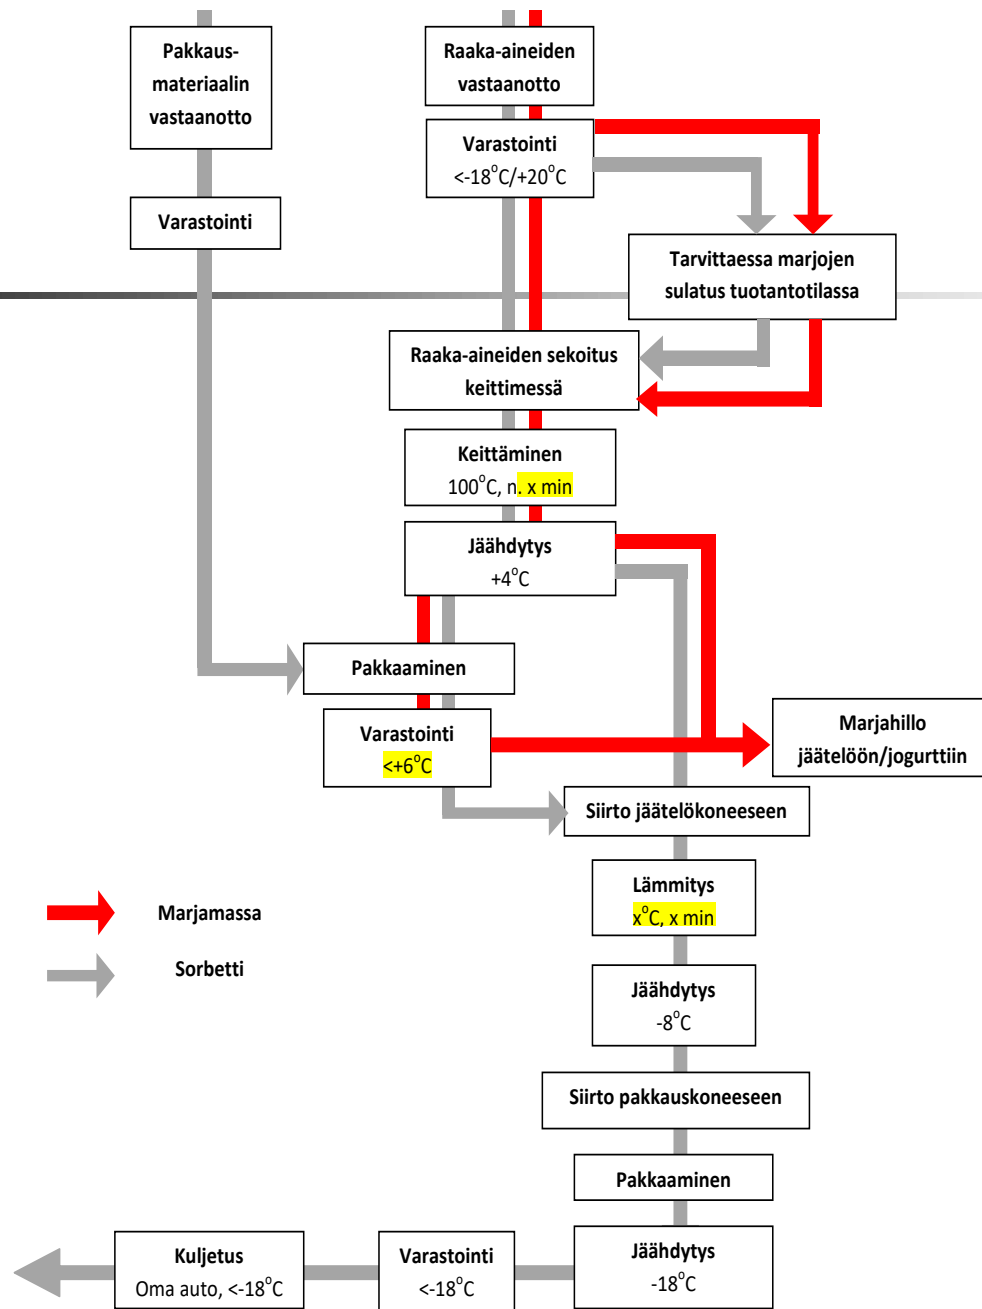 Pakkaus-
materiaalin
vastaanotto
Raaka-aineiden
vastaanotto
Varastointi
<-18°C/+20°C
Varastointi
Tarvittaessa marjojen
sulatus tuotantotilassa
Raaka-aineiden sekoitus
keittimessä
Keittäminen
100°C, n. x min
Jäähdytys
+4°C
Pakkaaminen
Varastointi
<+6°C
Marjahillo
jäätelöön/jogurttiin
Siirto jäätelökoneeseen
Lämmitys
x°C, x min
Marjamassa
Sorbetti
Jäähdytys
-8°C
Siirto pakkauskoneeseen
Pakkaaminen
Jäähdytys
-18°C
Varastointi
<-18°C
Kuljetus
Oma auto, <-18°C